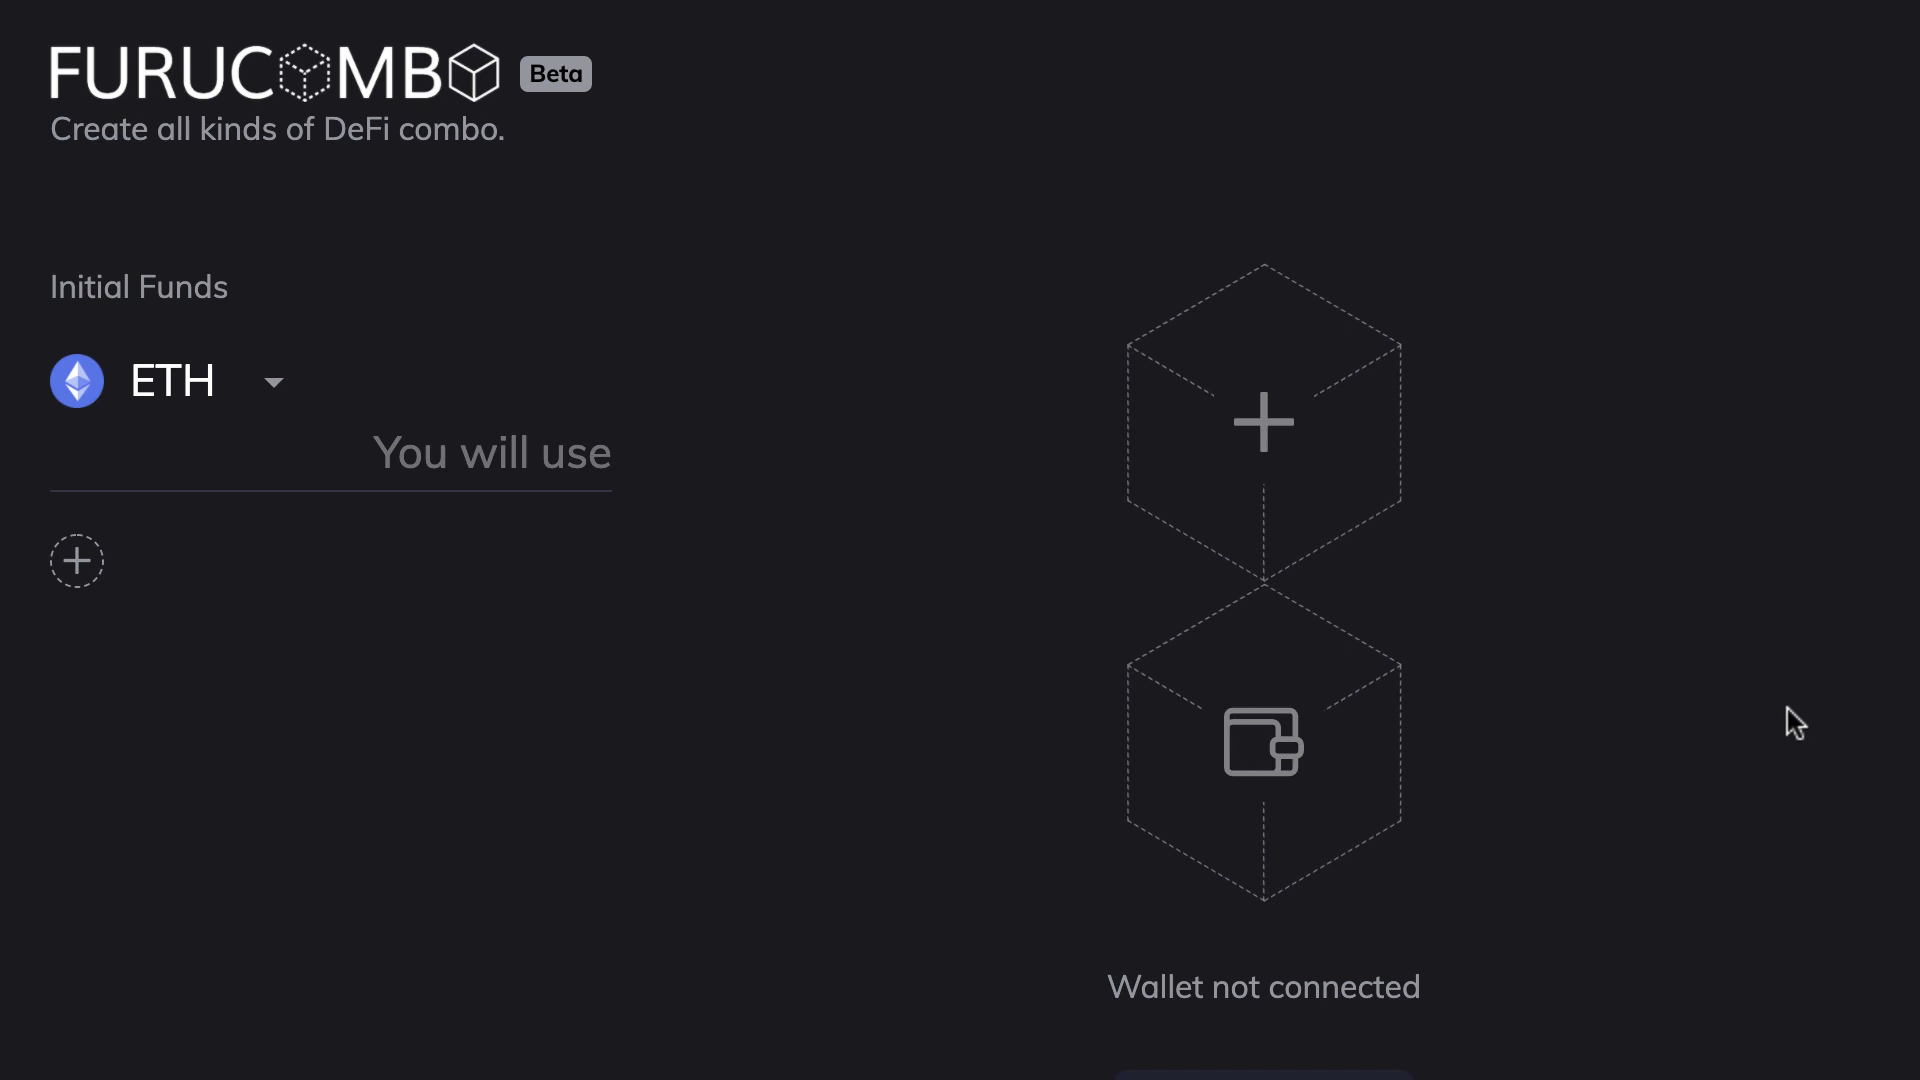 FURUCOMBO Beta
Create all kinds of DeFi combo.
Initial Funds
ETH
You will use
Wallet not connected